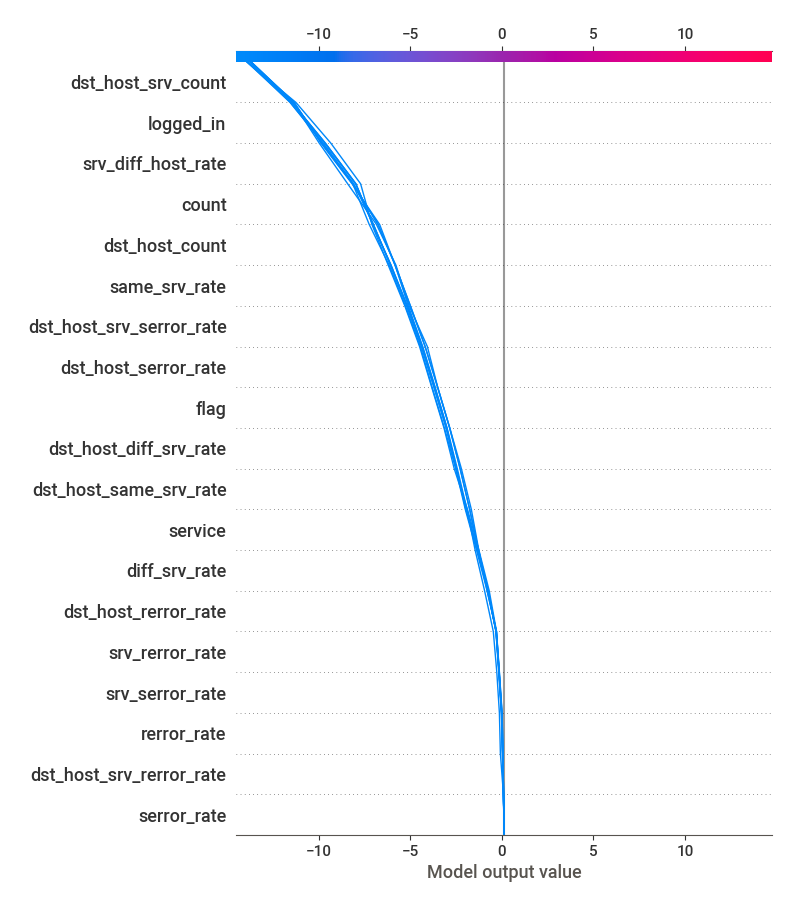 −10 −5 0 5 10
dst_host_srv_count
logged_in
srv_diff_host_rate
count
dst_host_count
same_srv_rate
dst_host_srv_serror_rate
dst_host_serror_rate
flag
dst_host_diff_srv_rate
dst_host_same_srv_rate
service
diff_srv_rate
dst_host_rerror_rate
srv_rerror_rate
srv_serror_rate
rerror_rate
dst_host_srv_rerror_rate
serror_rate
−10 −5 0 5 10
Model output value